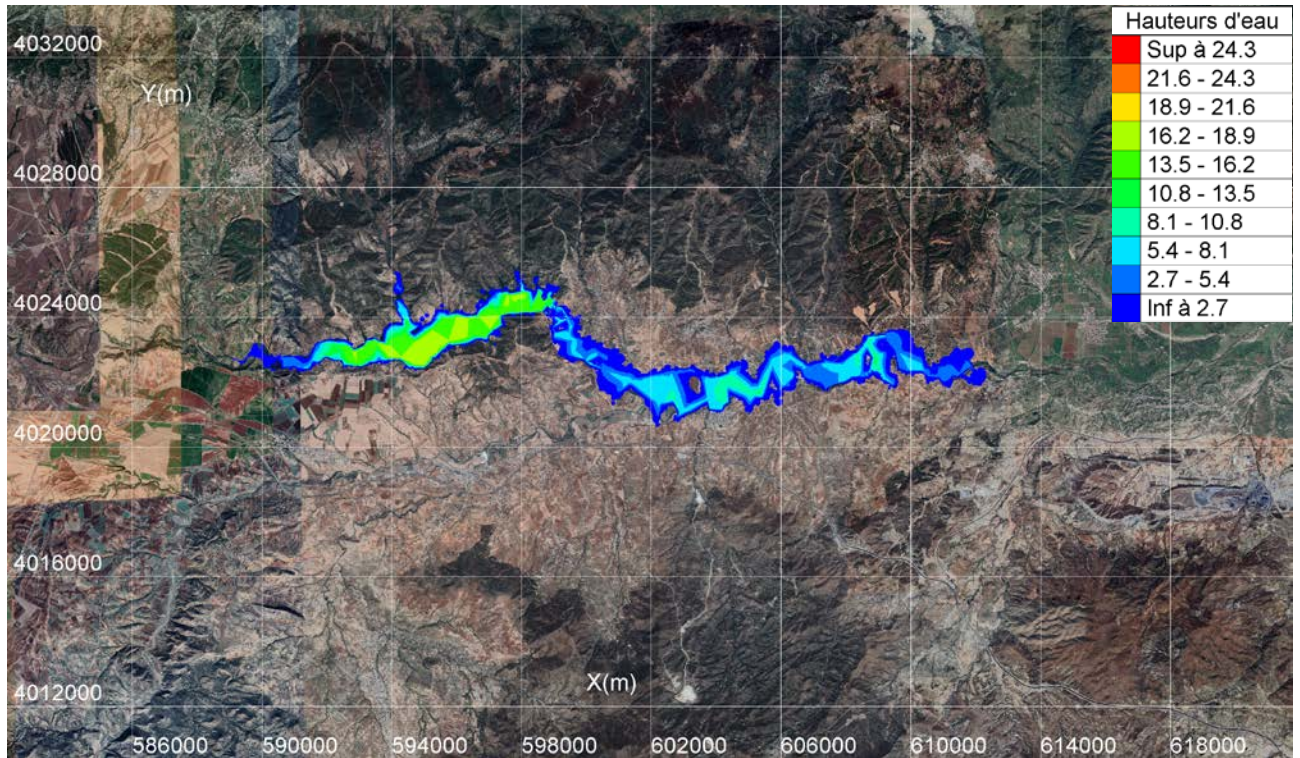 Hauteurs d'eau
Sup à 24.3
21.6 - 24.3
18.9 - 21.6
16.2 - 18.9
13.5 - 16.2
10.8 - 13.5
8.1 - 10.8
5.4 - 8.1
2.7 - 5.4
Inf à 2.7
4032000
Y(m)
4028000
4024000
4020000
4016000
4012000
X(m)
586000 590000 594000 598000 602000 606000 610000 614000 618000